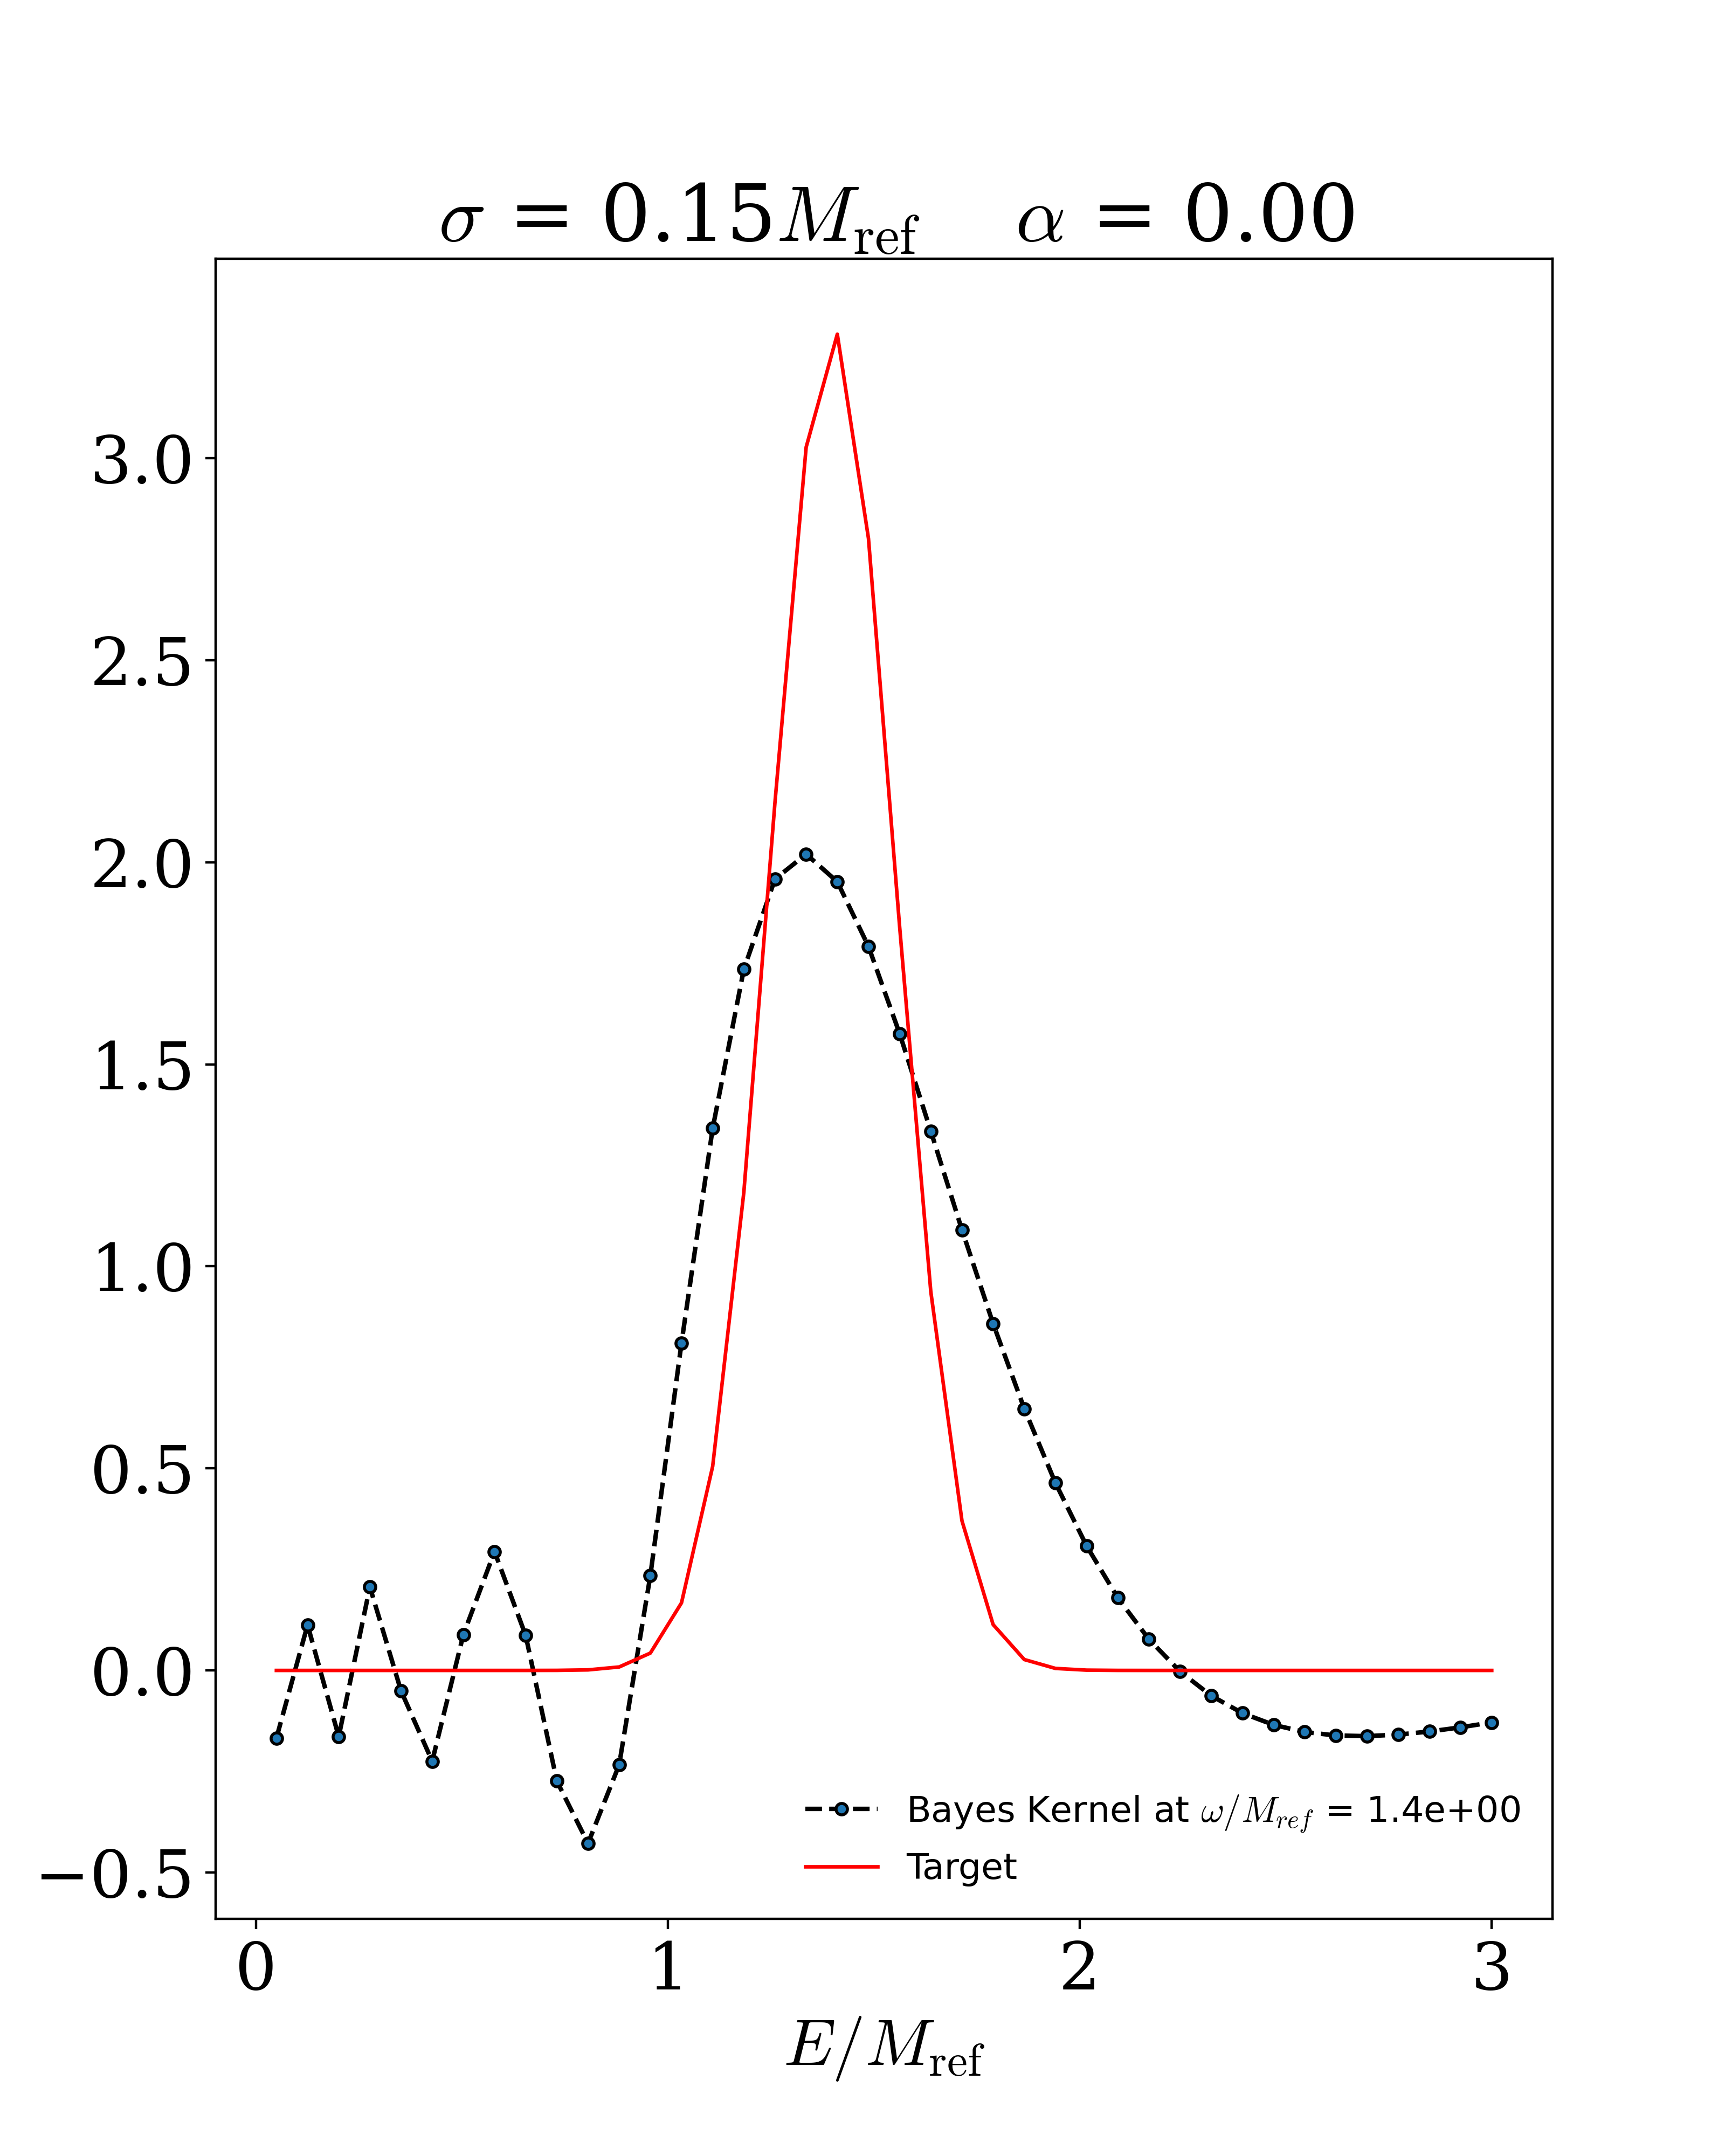 σ = 0.15M_ref α = 0.00
3.0
2.5
2.0
1.5
1.0
0.5
0.0
−0.5
Bayes Kernel at ω/M_ref = 1.4e+00
Target
0 1 2 3
E/M_ref